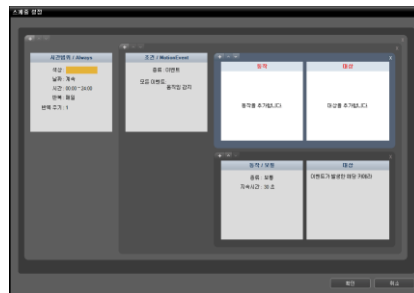 스케줄 설정
시간범위 / Always
색상 :
날짜 : 계속
시간 : 00:00 ~ 24:00
반복 : 매일
반복 주기 : 1
조건 / MotionEvent
종류 : 이벤트
모든 이벤트:
움직임 감지
동작
동작을 추가합니다.
대상
대상을 추가합니다.
동작 / 부통
종류 : 부통
지속시간 : 30 초
대상
이벤트가 발생한 해당 카메라
확인
취소